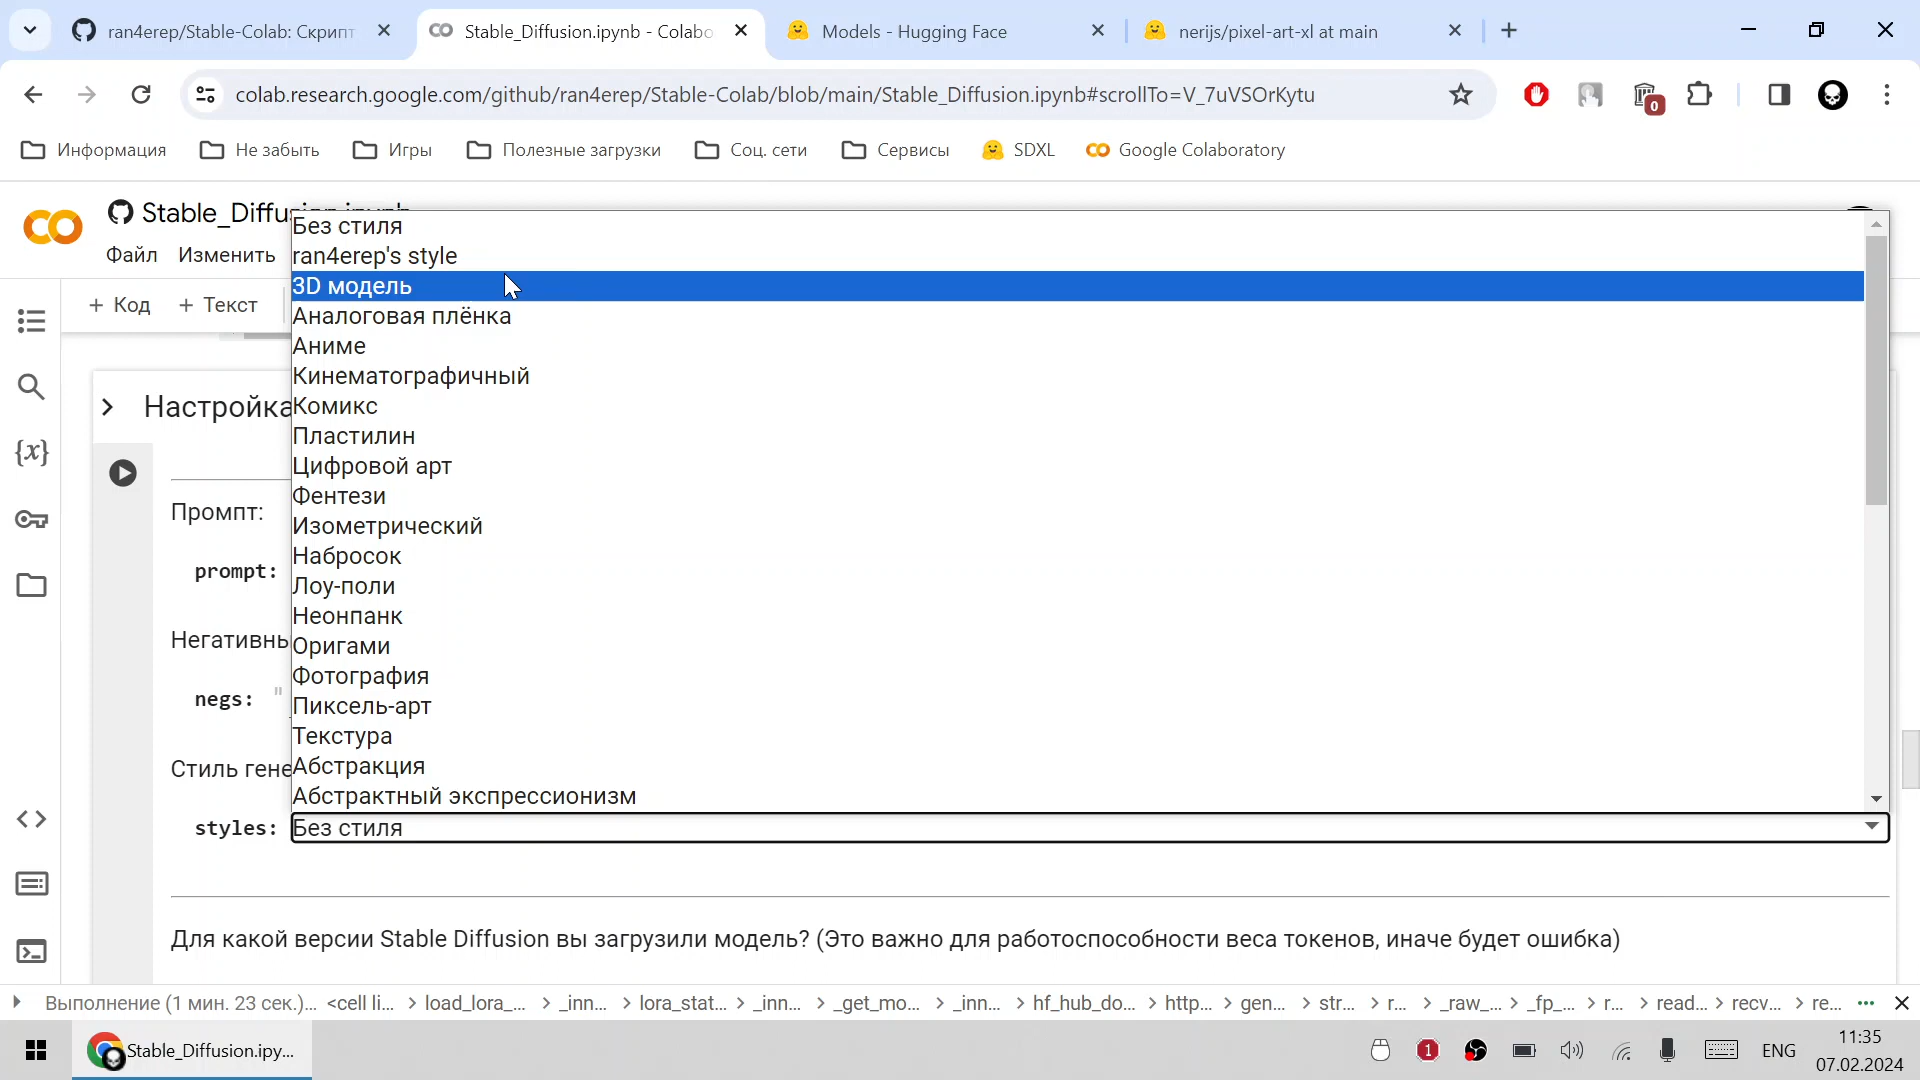 ran4erep/Stable-Colab: Скрипт
Stable_Diffusion.ipynb - Colabo
Models - Hugging Face
nerijs/pixel-art-xl at main
colab.research.google.com/github/ran4erep/Stable-Colab/blob/main/Stable_Diffusion.ipynb#scrollTo=V_7uVSOrKytu
0
Информация
Не забыть
Игры
Полезные загрузки
Соц. сети
Сервисы
SDXL
Google Colaboratory
Stable_Diffusion.ipynb
Файл Изменить
+ Код + Текст
Без стиля
ran4erep's style
3D модель
Аналоговая плёнка
Аниме
Кинематографичный
Комикс
Пластилин
Цифровой арт
Фентези
Изометрический
Набросок
Лоу-поли
Неонпанк
Оригами
Фотография
Пиксель-арт
Текстура
Абстракция
Абстрактный экспрессионизм
Настройка
Промпт:
prompt:
Негативны
negs: "
Стиль гене
styles: Без стиля
Для какой версии Stable Diffusion вы загрузили модель? (Это важно для работоспособности веса токенов, иначе будет ошибка)
Выполнение (1 мин. 23 сек.)... <cell li... > load_lora_... > _inn... > lora_stat... > _inn... > _get_mo... > _inn... > hf_hub_do... > http... > gen... > str... > r... > _raw_... > _fp_... > r... > read... > recv... > re... ...
Stable_Diffusion.ipy...
1
ENG
11:35
07.02.2024